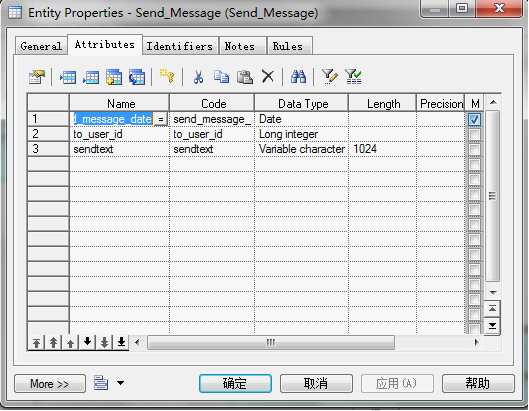 Entity Properties - Send_Message (Send_Message)
General Attributes Identifiers Notes Rules
Name Code Data Type Length Precision M
1 d_message_date = send_message_ Date
2 to_user_id to_user_id Long integer
3 sendtext sendtext Variable character 1024
More >> 确定 取消 应用(A) 帮助